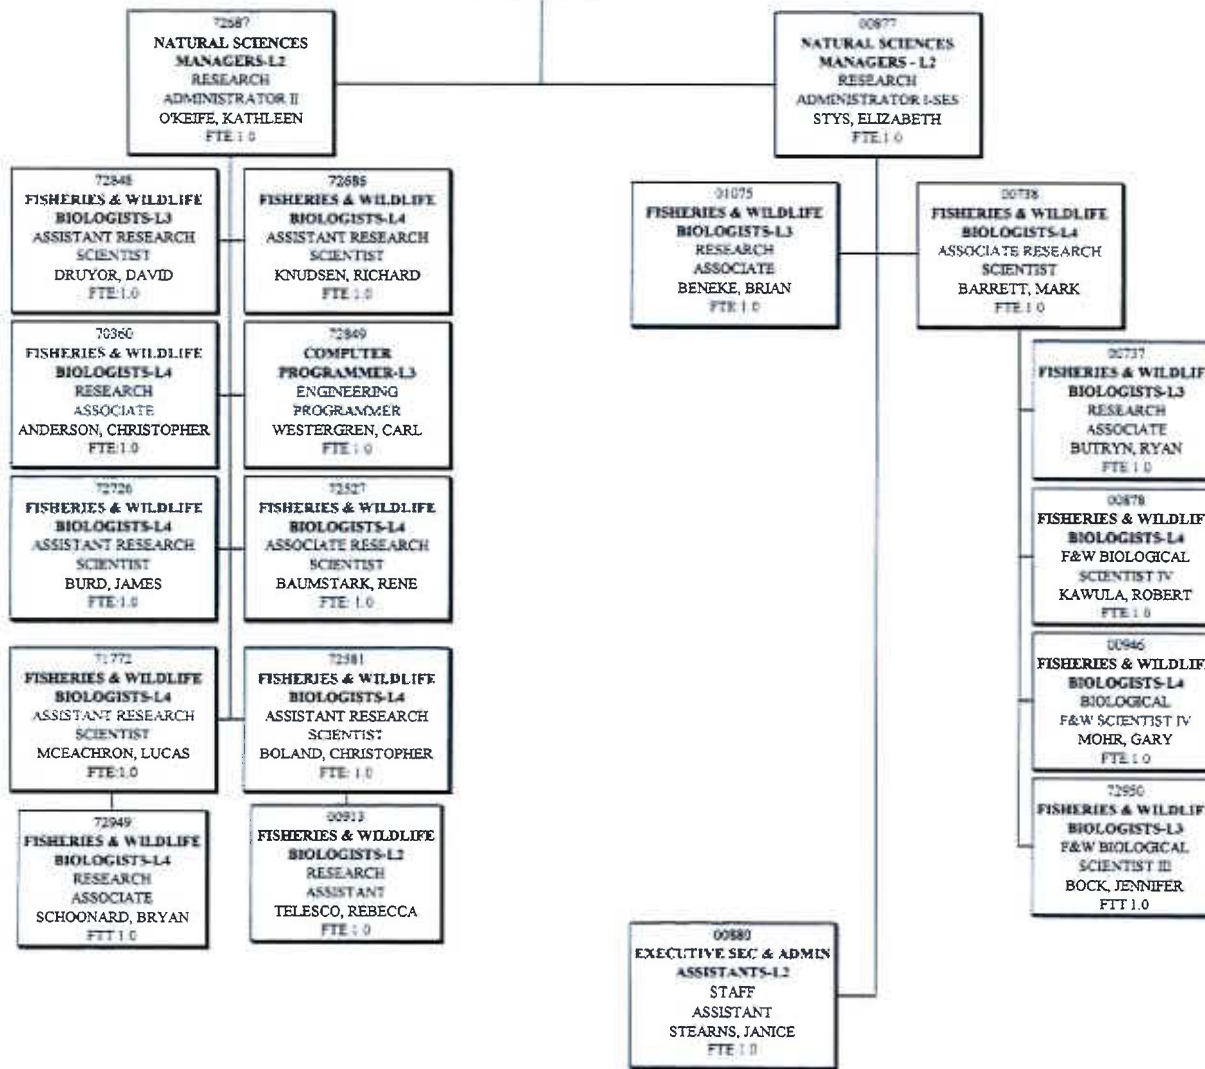 72687
NATURAL SCIENCES
MANAGERS-L2
RESEARCH
ADMINISTRATOR II
O'KEIFE, KATHLEEN
FTE:1.0
00877
NATURAL SCIENCES
MANAGERS - L2
RESEARCH
ADMINISTRATOR I-SES
STYS, ELIZABETH
FTE:1.0
72848
FISHERIES & WILDLIFE
BIOLOGISTS-L3
ASSISTANT RESEARCH
SCIENTIST
DRUYOR, DAVID
FTE:1.0
72686
FISHERIES & WILDLIFE
BIOLOGISTS-L4
ASSISTANT RESEARCH
SCIENTIST
KNUDSEN, RICHARD
FTE:1.0
01075
FISHERIES & WILDLIFE
BIOLOGISTS-L3
RESEARCH
ASSOCIATE
BENEKE, BRIAN
FTE:1.0
00738
FISHERIES & WILDLIFE
BIOLOGISTS-L4
ASSOCIATE RESEARCH
SCIENTIST
BARRETT, MARK
FTE:1.0
70360
FISHERIES & WILDLIFE
BIOLOGISTS-L4
RESEARCH
ASSOCIATE
ANDERSON, CHRISTOPHER
FTE:1.0
72849
COMPUTER
PROGRAMMER-L3
ENGINEERING
PROGRAMMER
WESTERGREN, CARL
FTE:1.0
00737
FISHERIES & WILDLIF
BIOLOGISTS-L3
RESEARCH
ASSOCIATE
BUTRYN, RYAN
FTE:1.0
72726
FISHERIES & WILDLIFE
BIOLOGISTS-L4
ASSISTANT RESEARCH
SCIENTIST
BURD, JAMES
FTE:1.0
72527
FISHERIES & WILDLIFE
BIOLOGISTS-L4
ASSOCIATE RESEARCH
SCIENTIST
BAUMSTARK, RENE
FTE: 1.0
00878
FISHERIES & WILDLIF
BIOLOGISTS-L4
F&W BIOLOGICAL
SCIENTIST IV
KAWULA, ROBERT
FTE:1.0
71772
FISHERIES & WILDLIFE
BIOLOGISTS-L4
ASSISTANT RESEARCH
SCIENTIST
MCEACHRON, LUCAS
FTE:1.0
72581
FISHERIES & WILDLIFE
BIOLOGISTS-L4
ASSISTANT RESEARCH
SCIENTIST
BOLAND, CHRISTOPHER
FTE: 1.0
00946
FISHERIES & WILDLIF
BIOLOGISTS-L4
BIOLOGICAL
F&W SCIENTIST IV
MOHR, GARY
FTE:1.0
72949
FISHERIES & WILDLIFE
BIOLOGISTS-L4
RESEARCH
ASSOCIATE
SCHOONARD, BRYAN
FTT 1.0
00913
FISHERIES & WILDLIFE
BIOLOGISTS-L2
RESEARCH
ASSISTANT
TELESCO, REBECCA
FTE: 1.0
72950
FISHERIES & WILDLIF
BIOLOGISTS-L3
F&W BIOLOGICAL
SCIENTIST III
BOCK, JENNIFER
FTT 1.0
00880
EXECUTIVE SEC & ADMIN
ASSISTANTS-L2
STAFF
ASSISTANT
STEARNS, JANICE
FTE:1.0